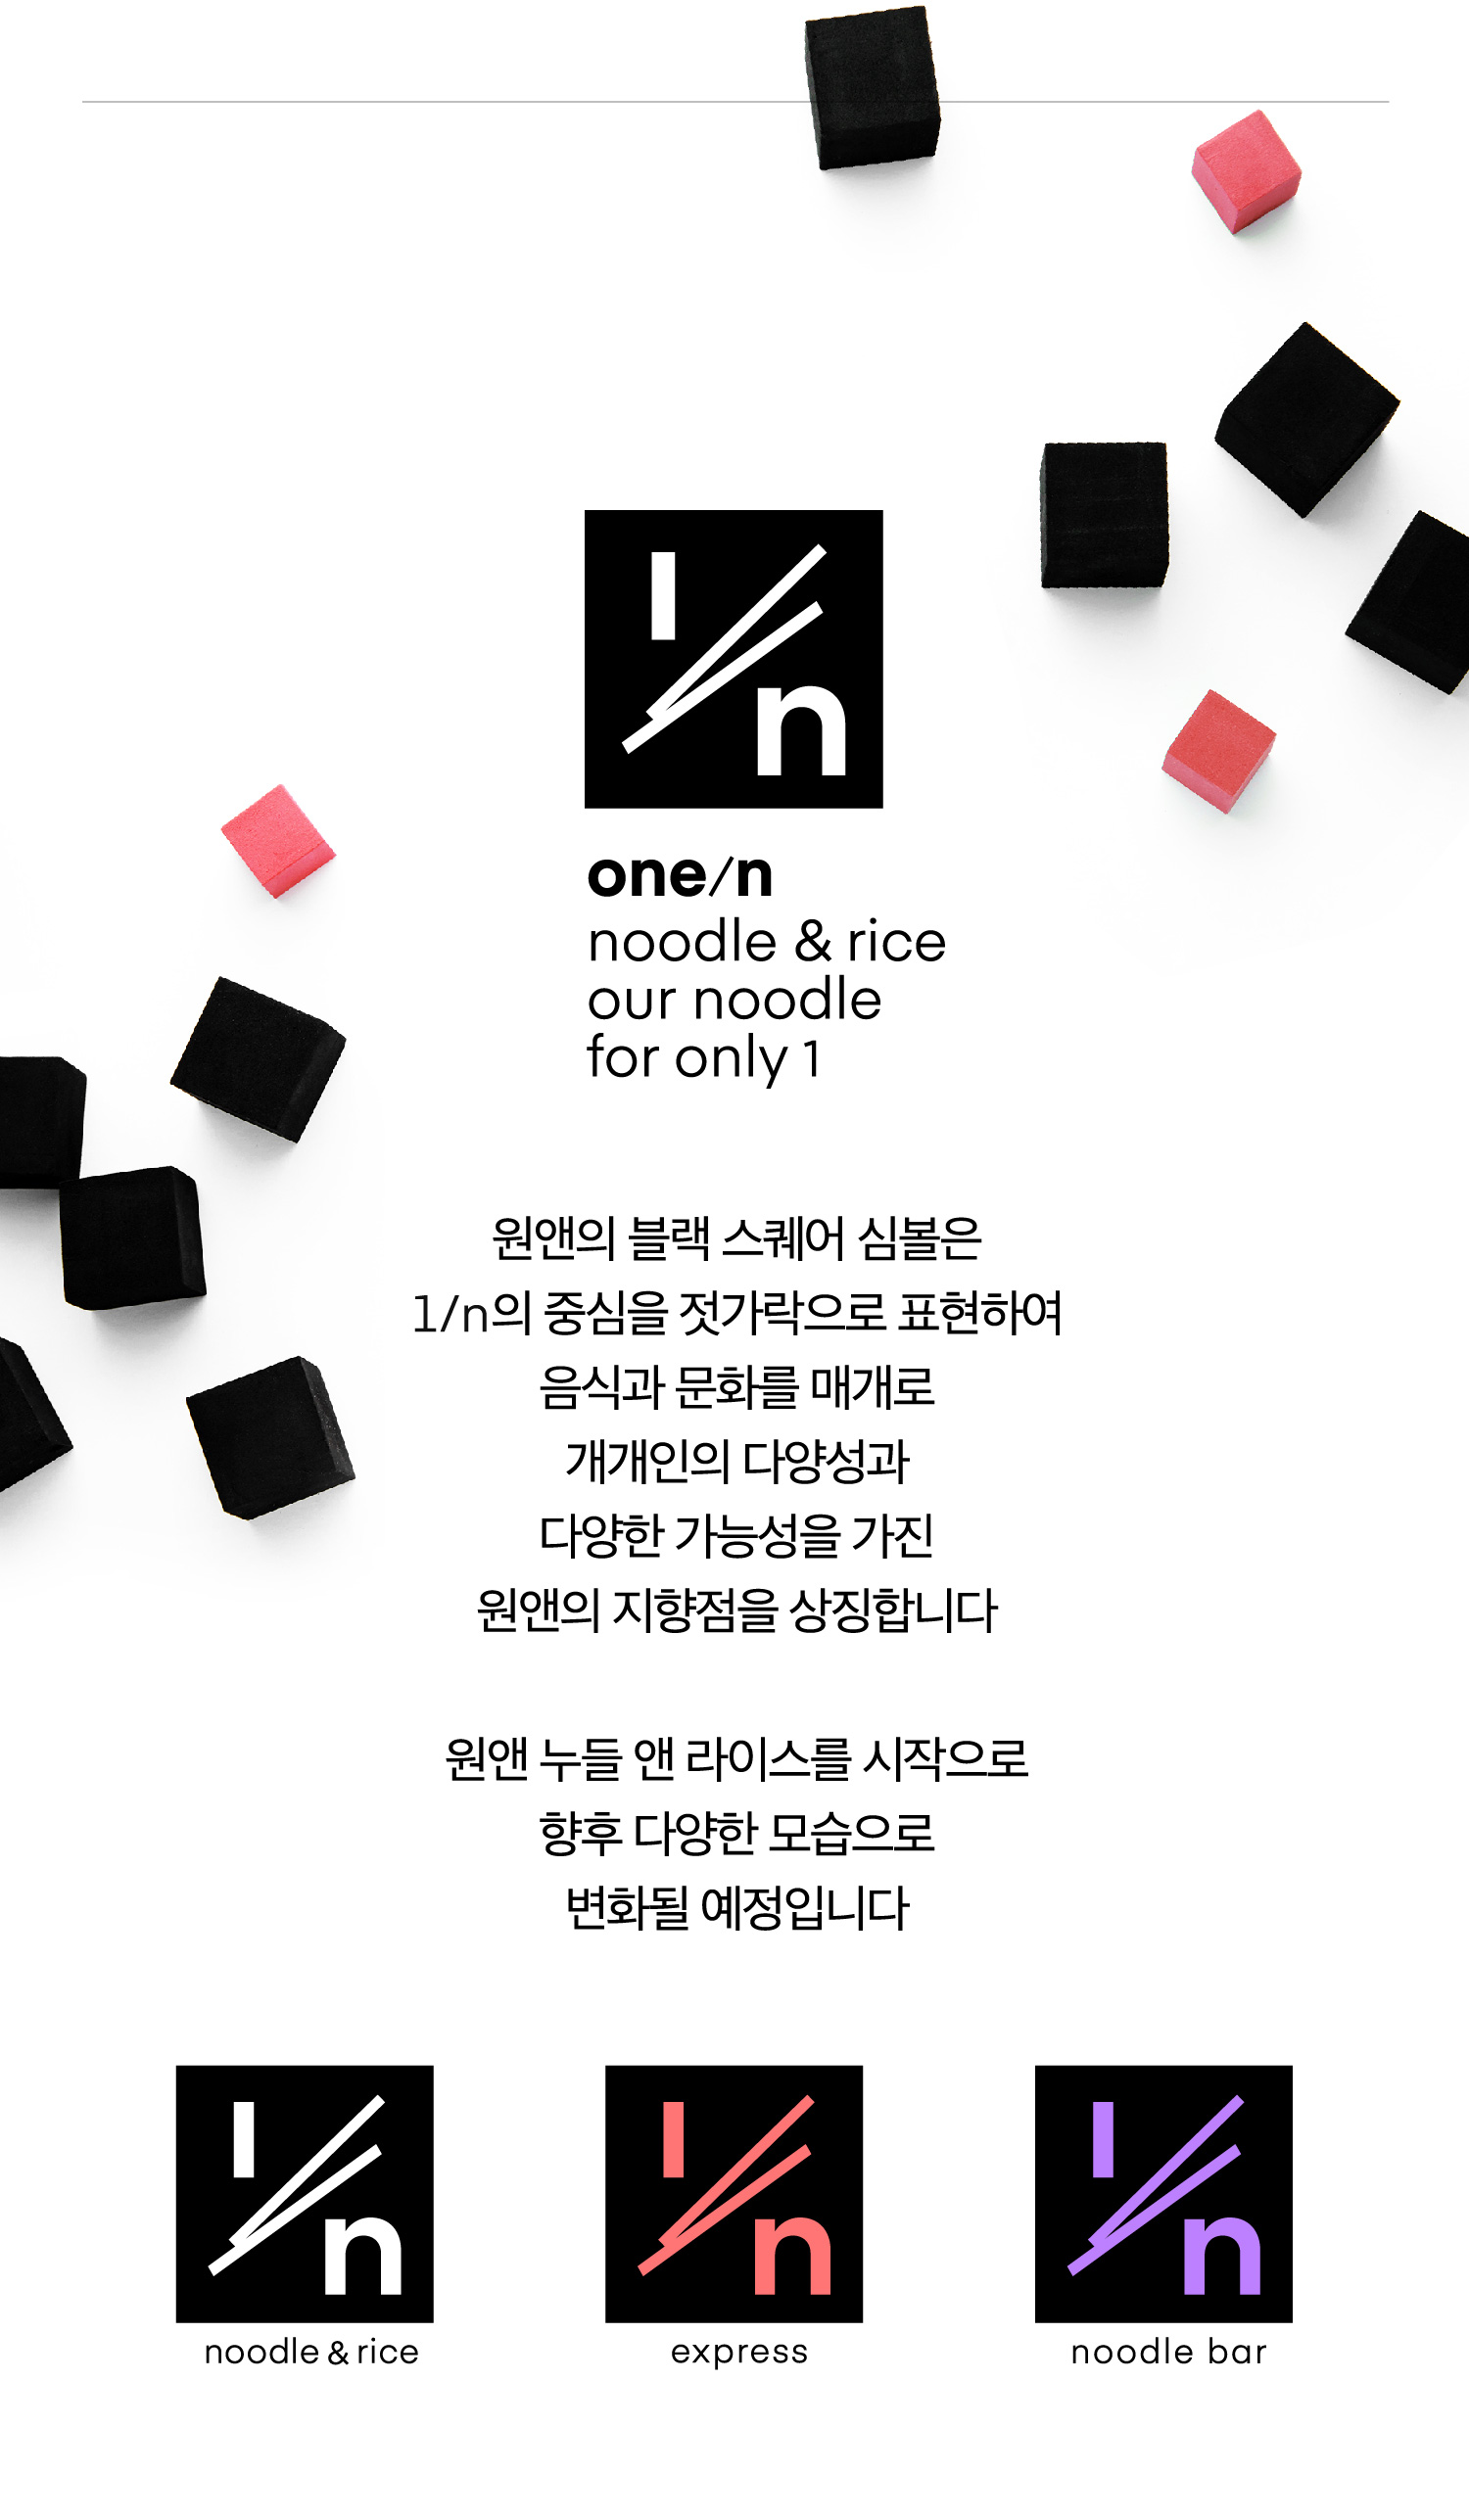 1/n
one/n
noodle & rice
our noodle
for only 1
원앤의 블랙 스퀘어 심볼은
1/n의 중심을 젓가락으로 표현하여
음식과 문화를 매개로
개개인의 다양성과
다양한 가능성을 가진
원앤의 지향점을 상징합니다
원앤 누들 앤 라이스를 시작으로
향후 다양한 모습으로
변화될 예정입니다
1/n
noodle & rice
1/n
express
1/n
noodle bar